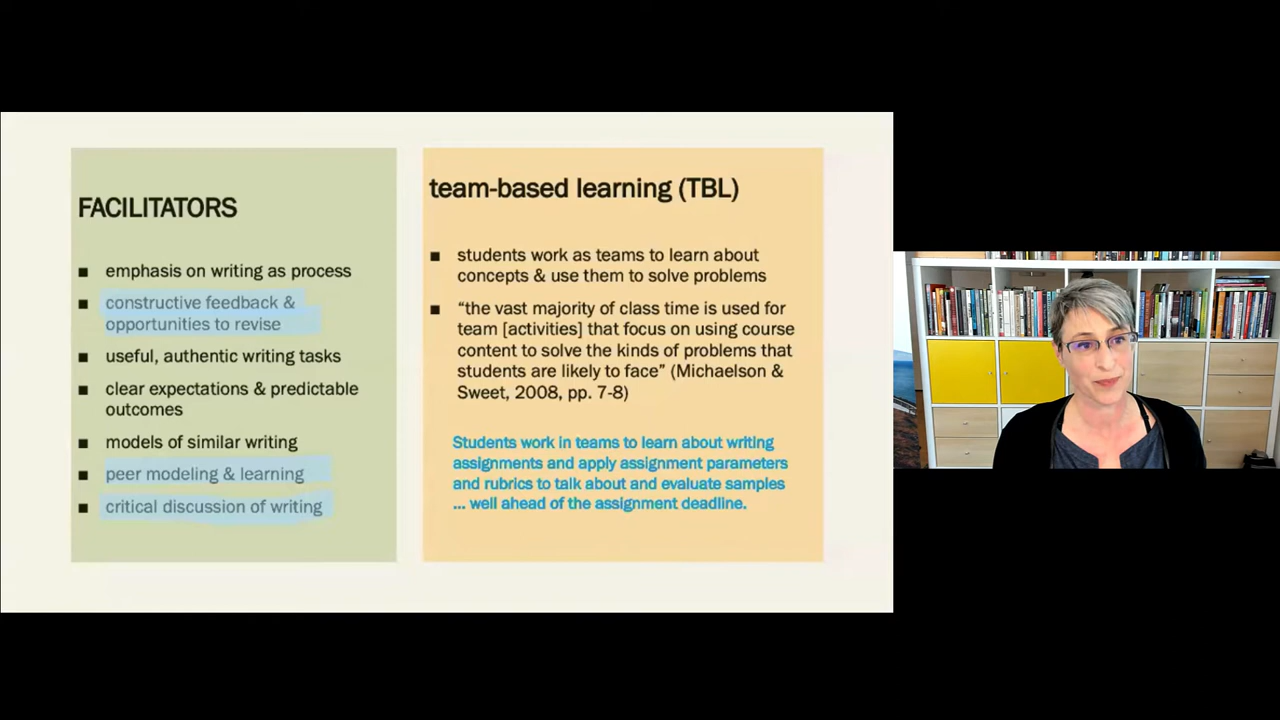 FACILITATORS
■ emphasis on writing as process
■ constructive feedback &
opportunities to revise
■ useful, authentic writing tasks
■ clear expectations & predictable
outcomes
■ models of similar writing
■ peer modeling & learning
■ critical discussion of writing
team-based learning (TBL)
■ students work as teams to learn about
concepts & use them to solve problems
■ “the vast majority of class time is used for
team [activities] that focus on using course
content to solve the kinds of problems that
students are likely to face” (Michaelson &
Sweet, 2008, pp. 7-8)
Students work in teams to learn about writing
assignments and apply assignment parameters
and rubrics to talk about and evaluate samples
... well ahead of the assignment deadline.